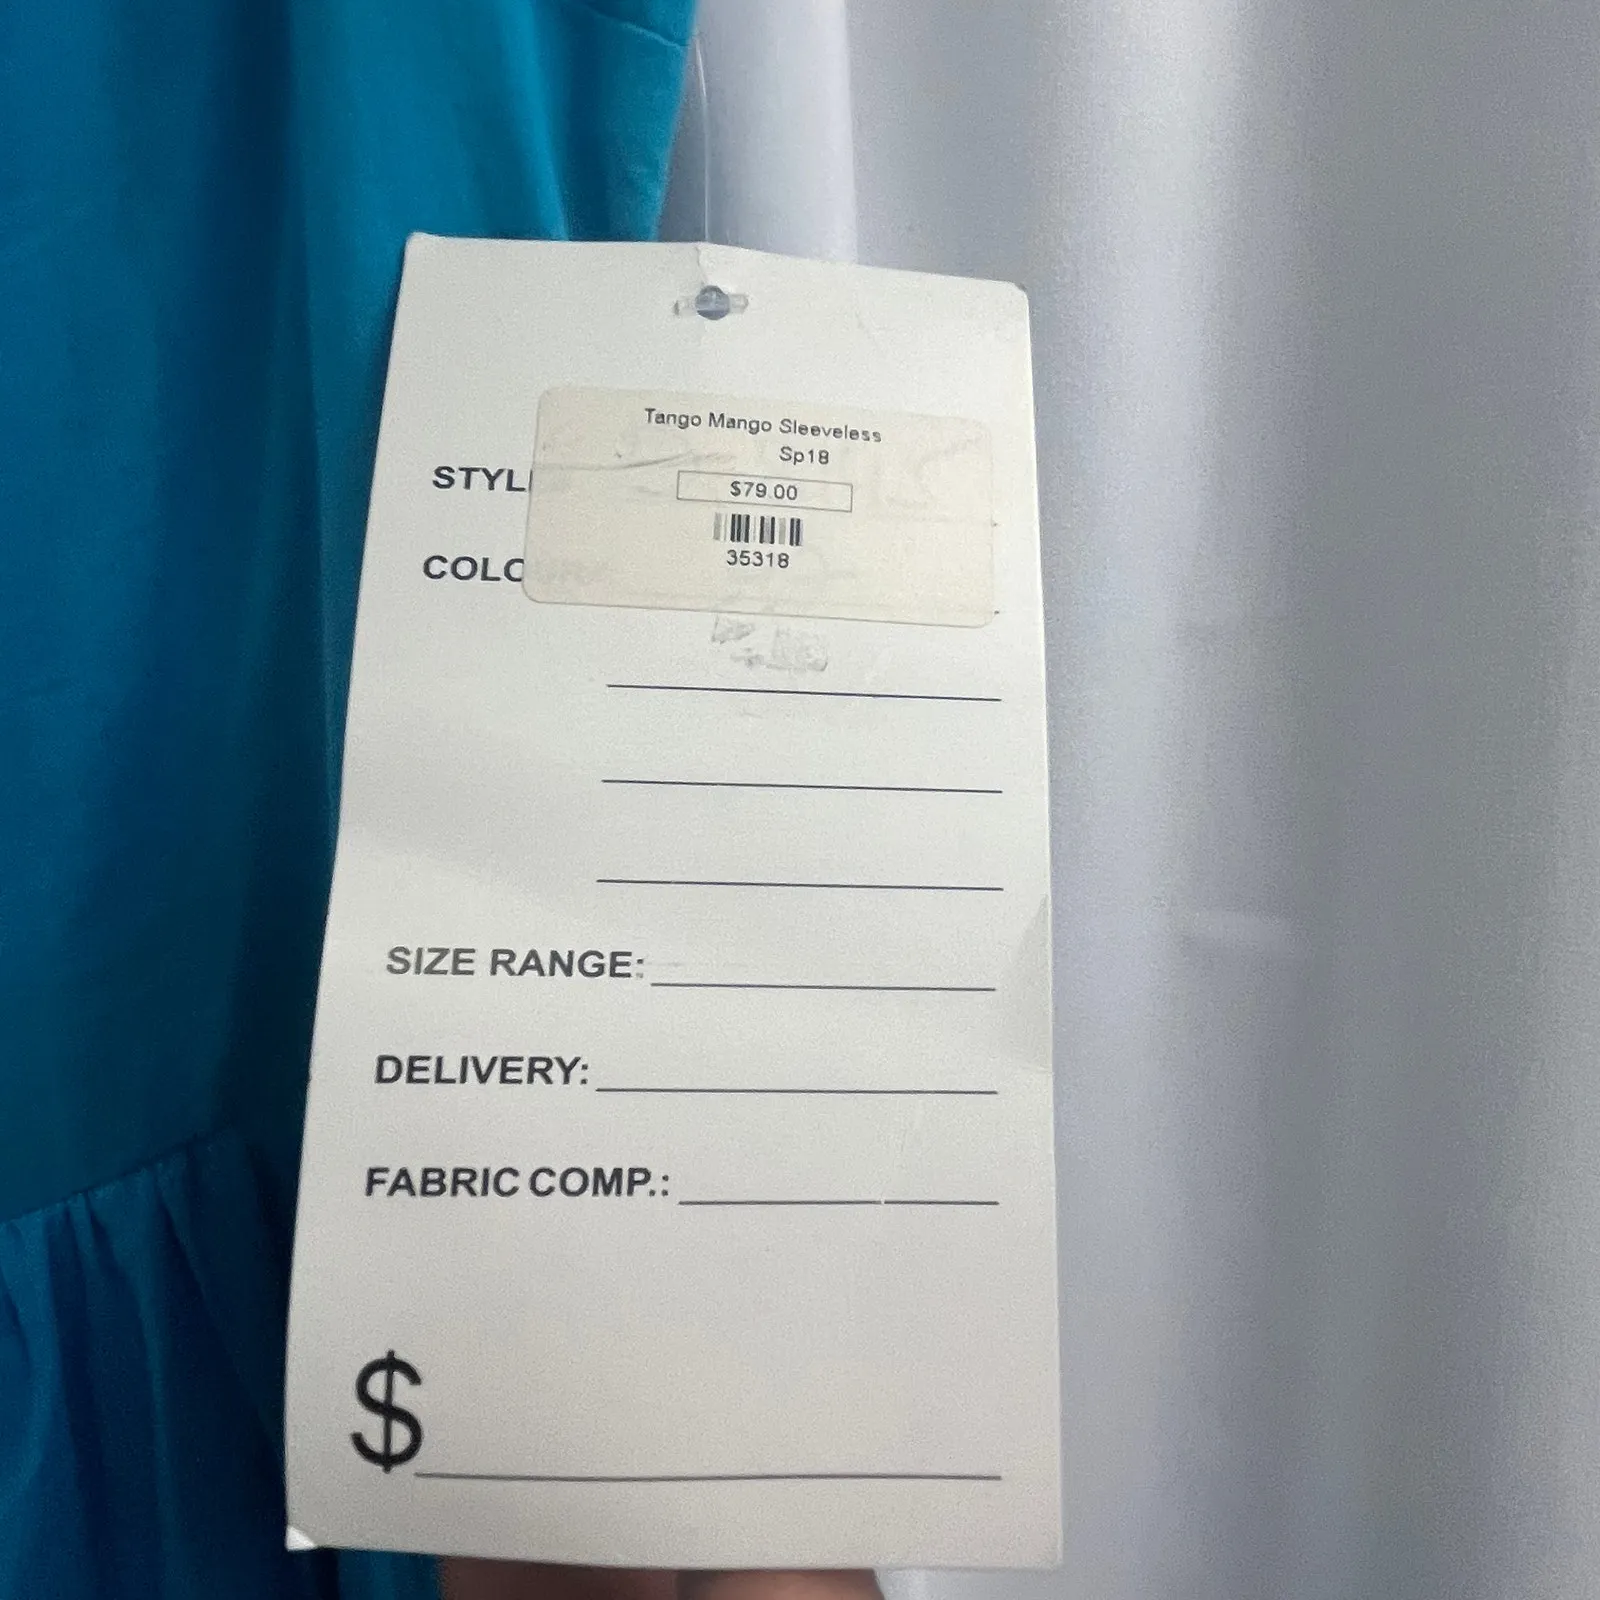 Tango Mango Sleeveless
Sp18
$79.00
35318
STYL
COLO
SIZE RANGE:
DELIVERY:
FABRIC COMP.:
$